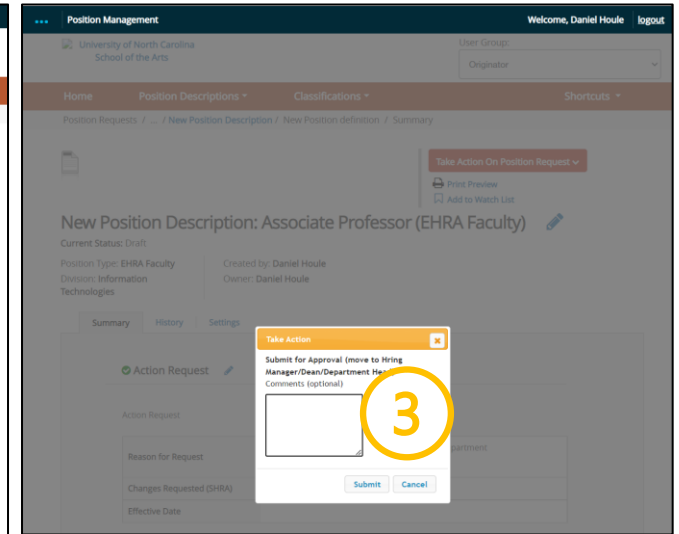 Position Management
Welcome, Daniel Houle logout
University of North Carolina
School of the Arts
User Group:
Originator
Home Position Descriptions Classifications Shortcuts
Position Requests / ... / New Position Description / New Position definition / Summary
Take Action On Position Request
Print Preview
Add to Watch List
New Position Description: Associate Professor (EHRA Faculty)
Current Status: Draft
Position Type: EHRA Faculty Created by: Daniel Houle
Division: Information Owner: Daniel Houle
Technologies
Summary History Settings
Take Action
Submit for Approval (move to Hring
Manager/Dean/Department
Comments (optional)
3
Action Request
Action Request
Reason for Request
Changes Requested (SHRA)
Submit Cancel
Effective Date